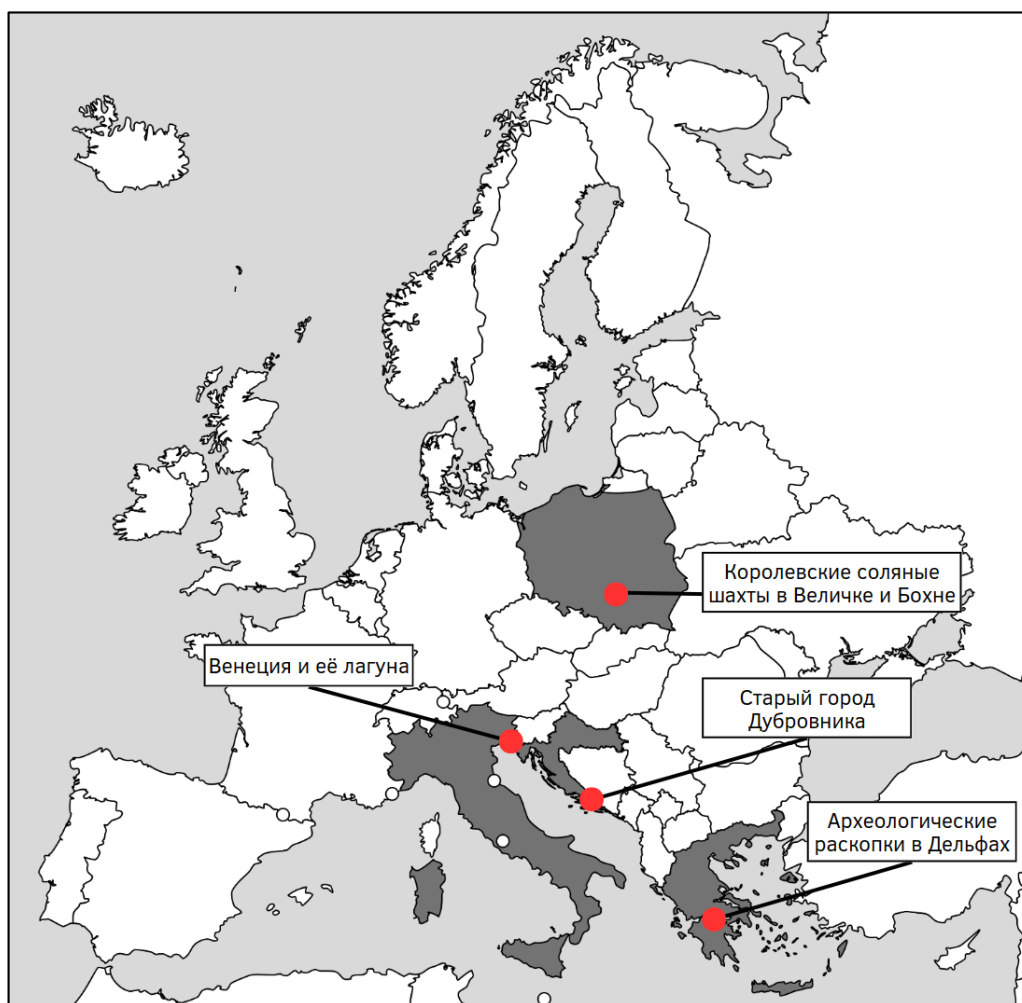 Королевские соляные
шахты в Величке и Бохне
Венеция и её лагуна
Старый город
Дубровника
Археологические
раскопки в Дельфах